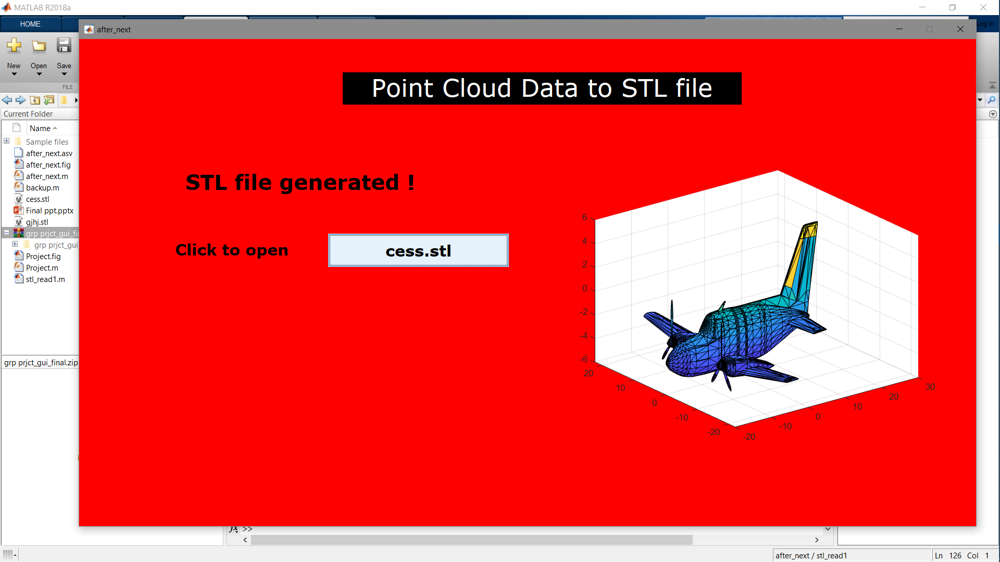 MATLAB R2018a
HOME
Log In
after_next
New
Open
Save
FILE
Point Cloud Data to STL file
Current Folder
Name
Sample files
after_next.asv
after_next.fig
after_next.m
backup.m
cess.stl
Final ppt.pptx
gjhj.stl
grp prjct_gui_fi
grp prjct_gui
Project.fig
Project.m
stl_read1.m
grp prjct_gui_final.zip
STL file generated !
Click to open
cess.stl
6
4
2
0
-2
-4
-6
20
10
0
-10
-20
-20
-10
0
10
20
30
fx >>
after_next / stl_read1
Ln 126 Col 1